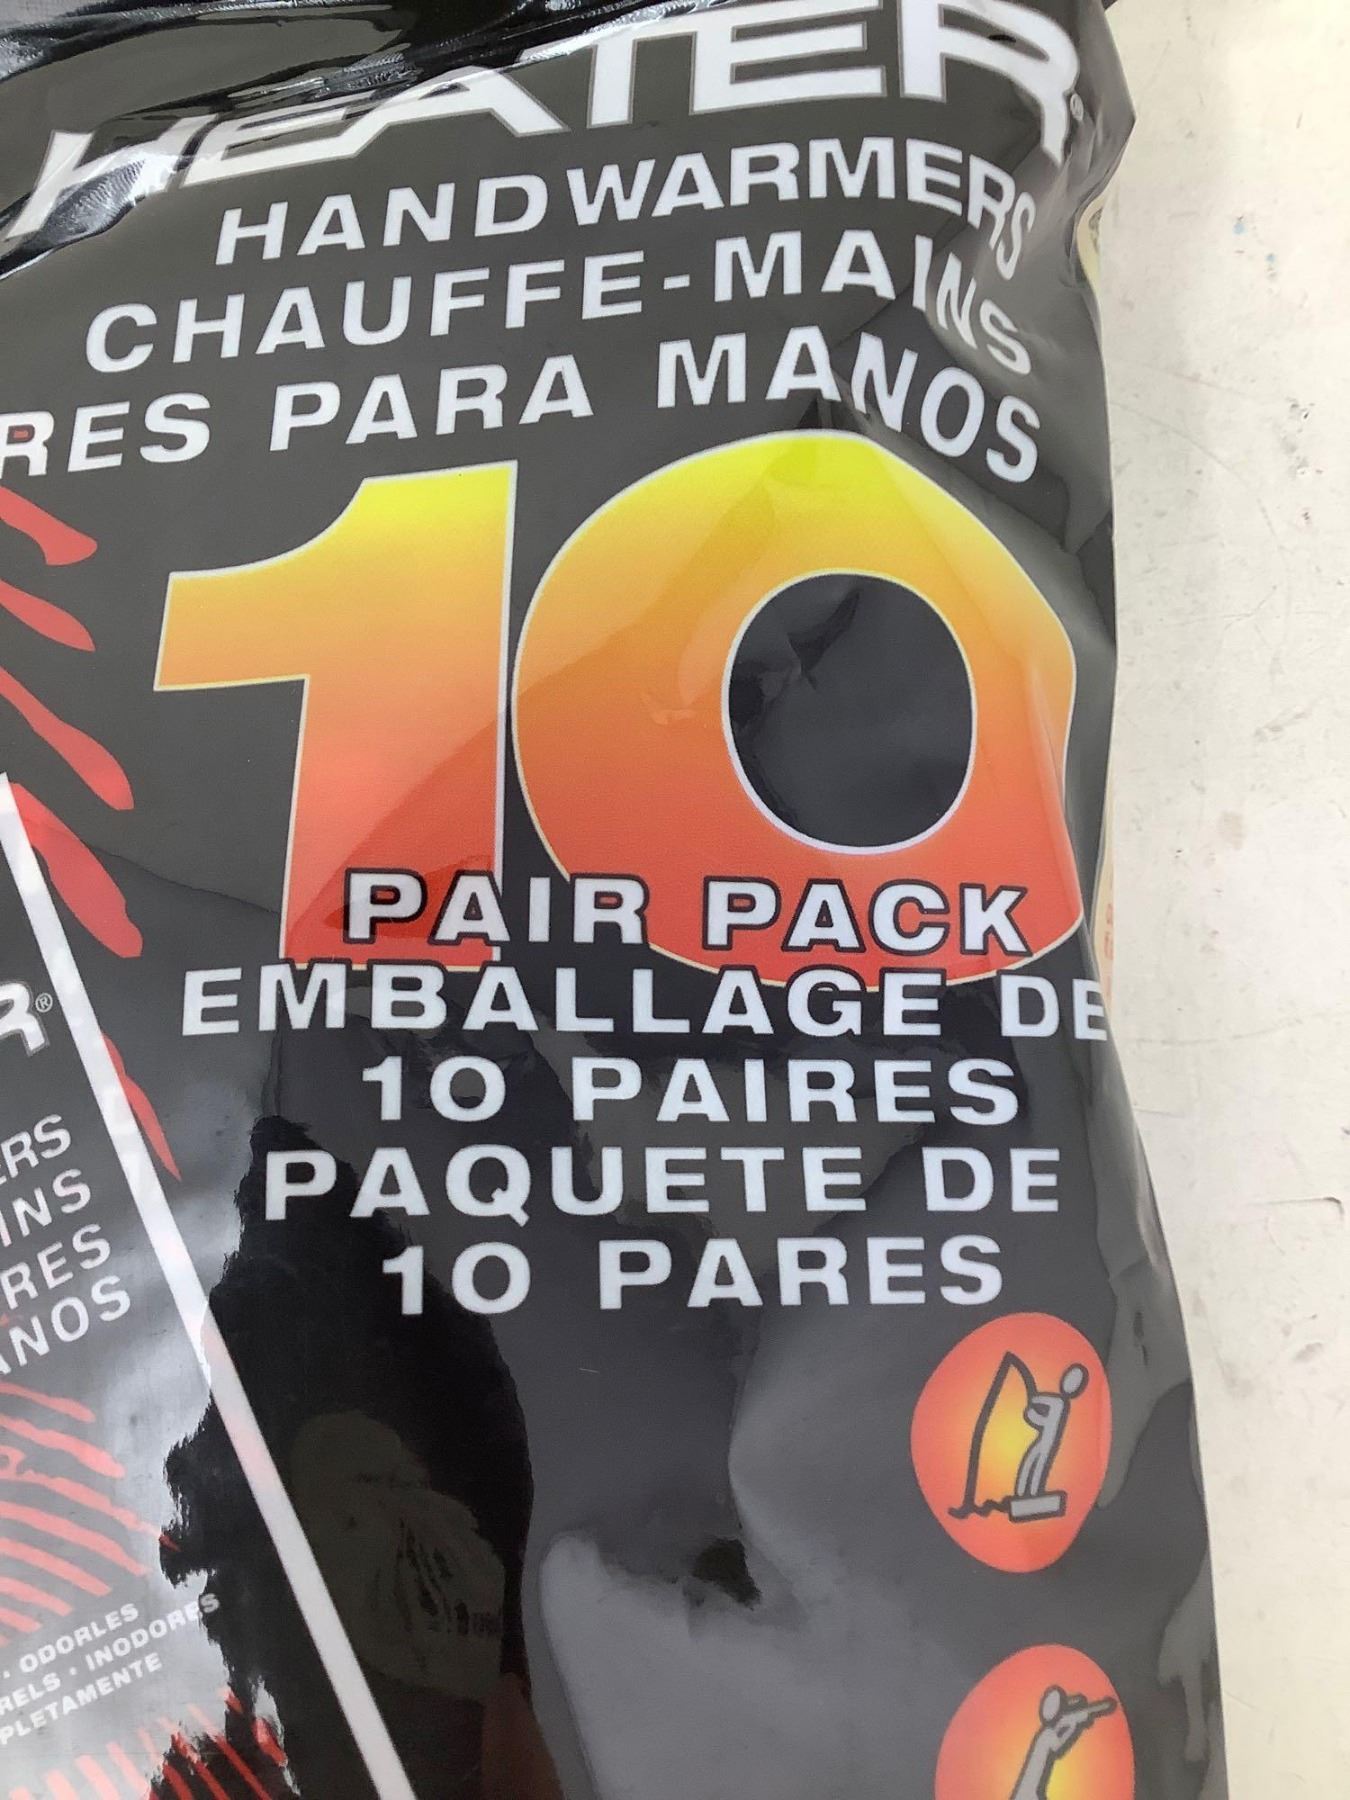 HEATER
HANDWARMERS
CHAUFFE-MAINS
RES PARA MANOS
10
PAIR PACK
EMBALLAGE DE
10 PAIRES
PAQUETE DE
10 PARES
R®
ERS
INS
RES
ANOS
. ODORLES
RELS · INODORES
PLETAMENTE